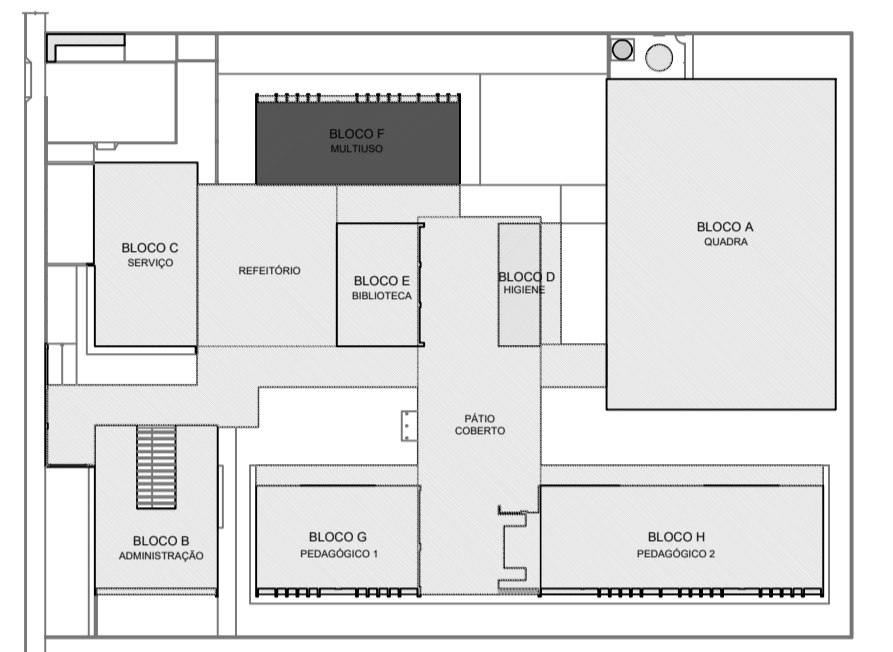 BLOCO F
MULTIUSO
BLOCO A
QUADRA
BLOCO C
SERVIÇO
REFEITÓRIO
BLOCO E
BIBLIOTECA
BLOCO D
HIGIENE
PÁTIO
COBERTO
BLOCO B
ADMINISTRAÇÃO
BLOCO G
PEDAGÓGICO 1
BLOCO H
PEDAGÓGICO 2